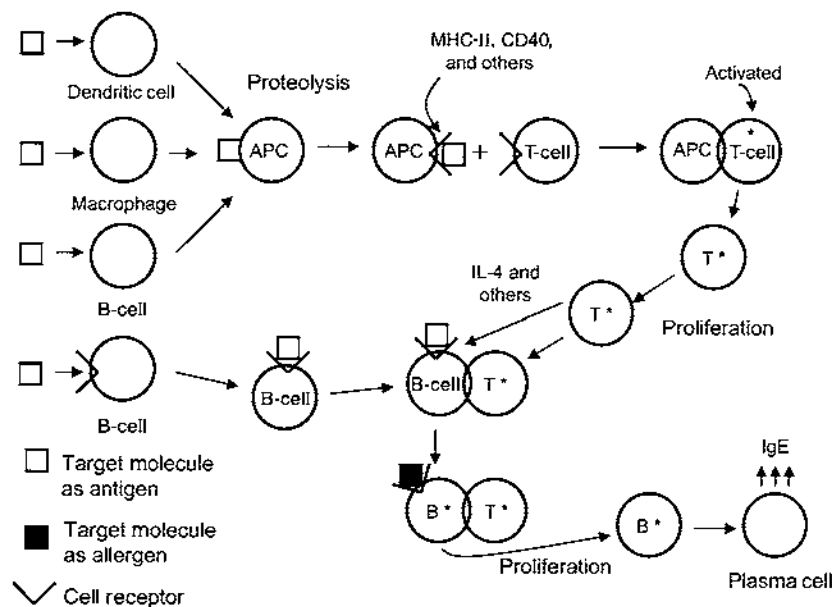 Dendritic cell
Macrophage
B-cell
Proteolysis
APC
MHC-II, CD40,
and others
APC
+
T-cell
Activated
APC
*
T-cell
T*
T*
Proliferation
IL-4 and
others
B-cell
B-cell
B-cell
T*
B*
T*
Proliferation
B*
IgE
Plasma cell
Target molecule
as antigen
Target molecule
as allergen
Cell receptor